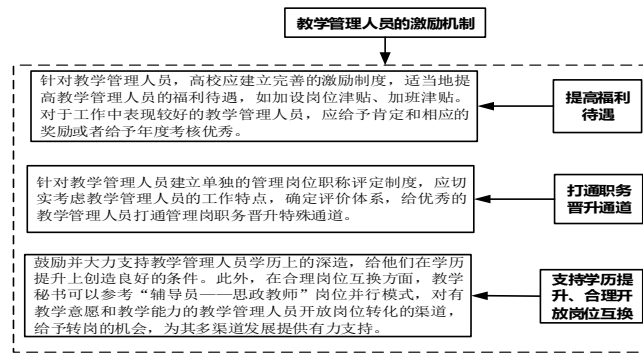 教学管理人员的激励机制
针对教学管理人员，高校应建立完善的激励制度，适当地提
高教学管理人员的福利待遇，如加设岗位津贴、加班津贴。
对于工作中表现较好的教学管理人员，应给予肯定和相应的
奖励或者给予年度考核优秀。
提高福利
待遇
针对教学管理人员建立单独的管理岗位职称评定制度，应切
实考虑教学管理人员的工作特点，确定评价体系，给优秀的
教学管理人员打通管理岗职务晋升特殊通道。
打通职务
晋升通道
鼓励并大力支持教学管理人员学历上的深造，给他们在学历
提升上创造良好的条件。此外，在合理岗位互换方面，教学
秘书可以参考“辅导员——思政教师”岗位并行模式，对有
教学意愿和教学能力的教学管理人员开放岗位转化的渠道，
给予转岗的机会，为其多渠道发展提供有力支持。
支持学历提
升、合理开
放岗位互换